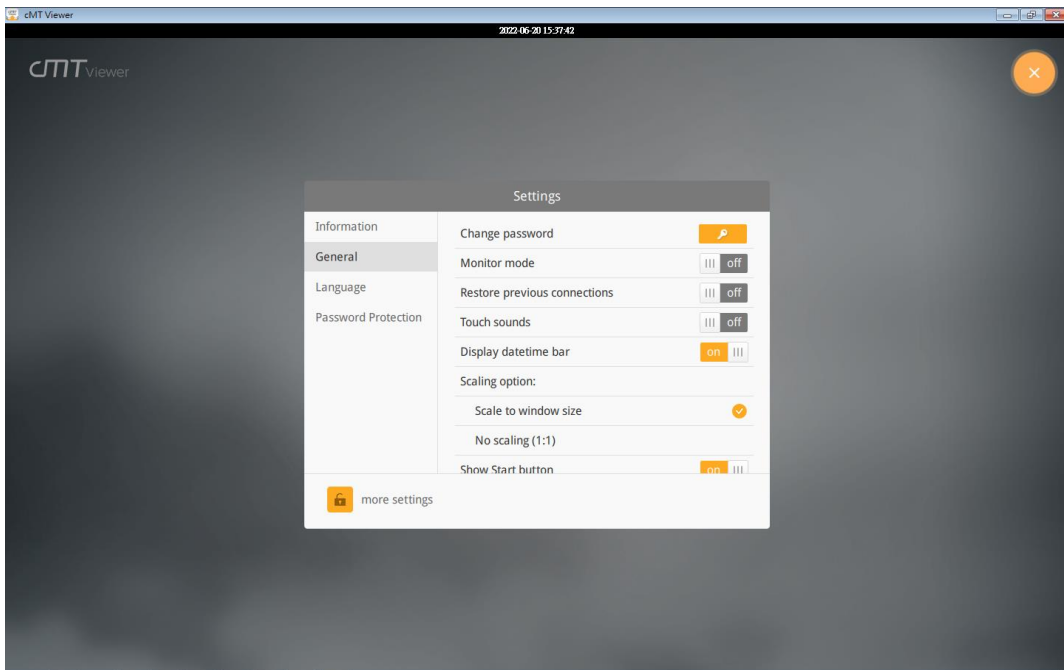 cMT Viewer
2022-06-20 15:37:42
cMT viewer
Settings
Information
General
Language
Password Protection
Change password
Monitor mode off
Restore previous connections off
Touch sounds off
Display datetime bar on
Scaling option:
Scale to window size
No scaling (1:1)
Show Start button on
more settings